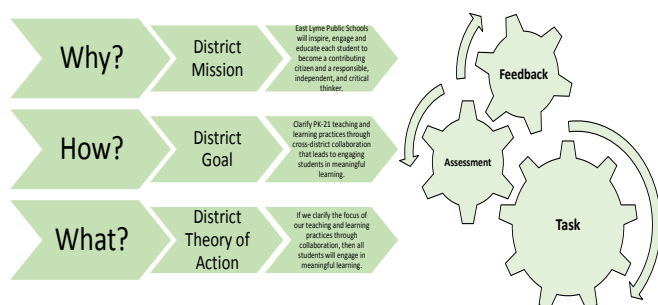 Why?
District
Mission
East Lyme Public Schools
will inspire, engage and
educate each student to
become a contributing
citizen and a responsible,
independent, and critical
thinker.
How?
District
Goal
Clarify PK-21 teaching and
learning practices through
cross-district collaboration
that leads to engaging
students in meaningful
learning.
What?
District
Theory of
Action
If we clarify the focus of
our teaching and learning
practices through
collaboration, then all
students will engage in
meaningful learning.
Feedback
Assessment
Task